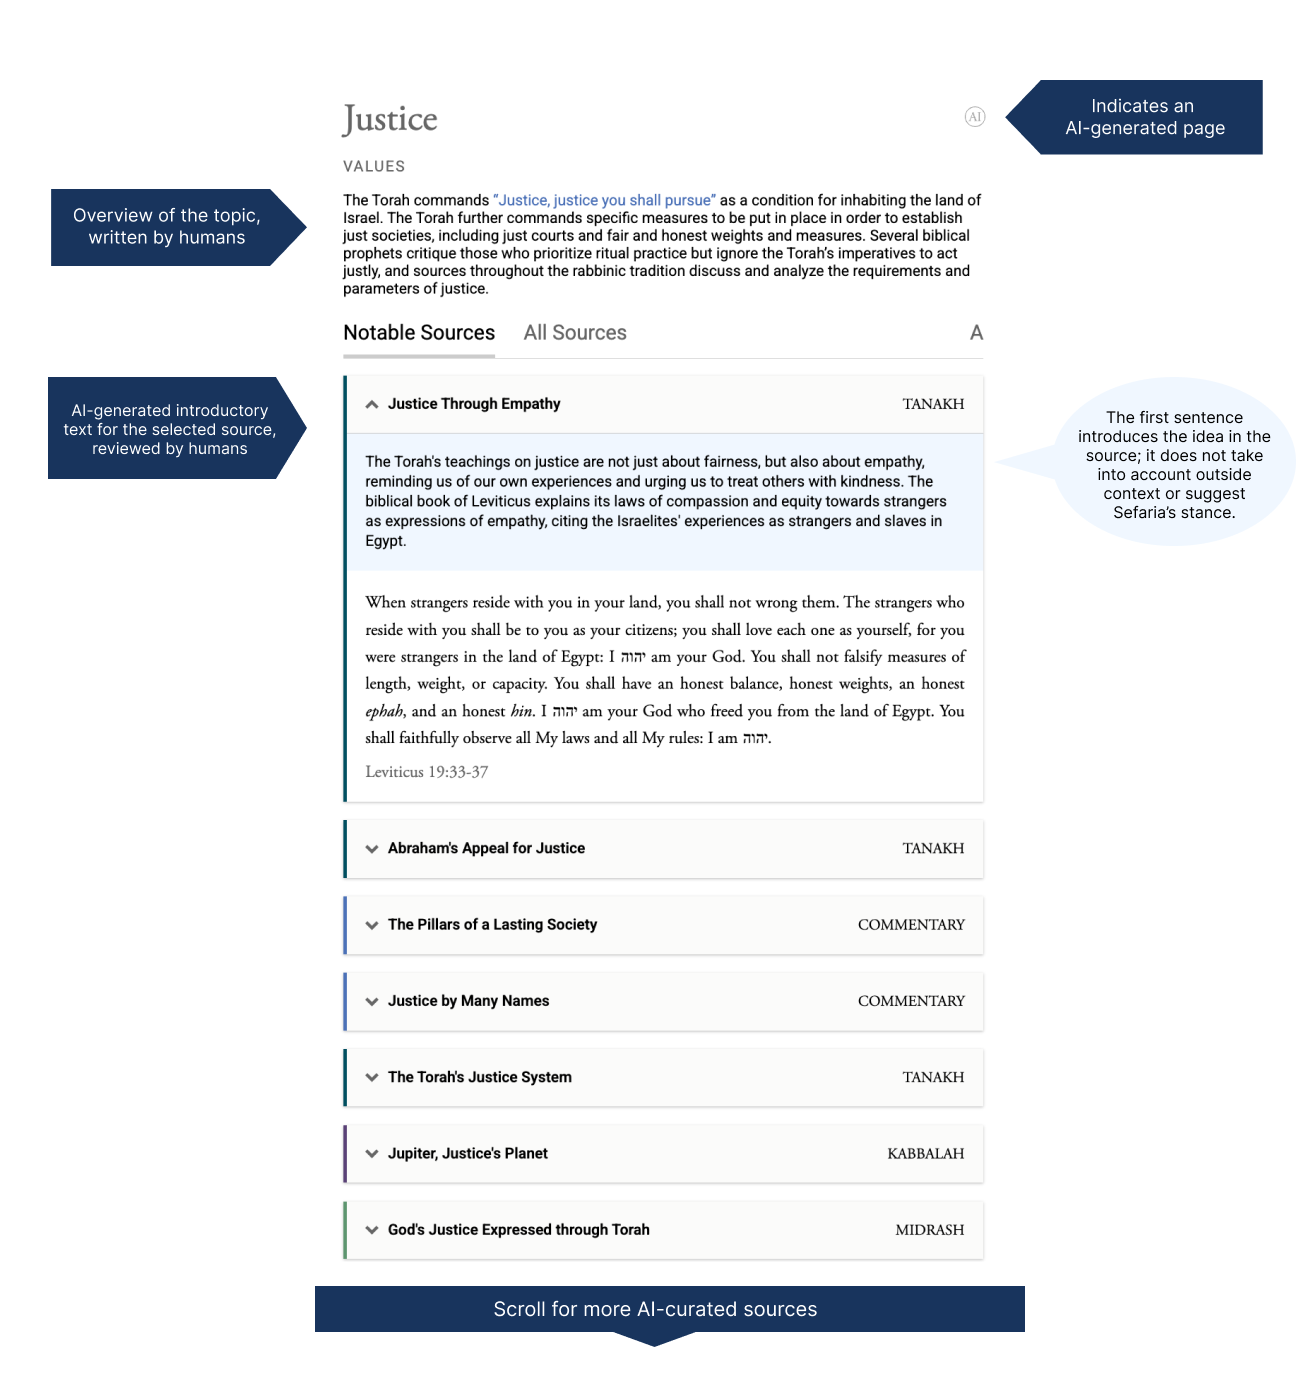 Justice
AI
Indicates an
AI-generated page
VALUES
Overview of the topic,
written by humans
The Torah commands “Justice, justice you shall pursue” as a condition for inhabiting the land of
Israel. The Torah further commands specific measures to be put in place in order to establish
just societies, including just courts and fair and honest weights and measures. Several biblical
prophets critique those who prioritize ritual practice but ignore the Torah’s imperatives to act
justly, and sources throughout the rabbinic tradition discuss and analyze the requirements and
parameters of justice.
Notable Sources All Sources A
AI-generated introductory
text for the selected source,
reviewed by humans
Justice Through Empathy TANAKH
The first sentence
introduces the idea in the
source; it does not take
into account outside
context or suggest
Sefaria’s stance.
The Torah's teachings on justice are not just about fairness, but also about empathy,
reminding us of our own experiences and urging us to treat others with kindness. The
biblical book of Leviticus explains its laws of compassion and equity towards strangers
as expressions of empathy, citing the Israelites' experiences as strangers and slaves in
Egypt.
When strangers reside with you in your land, you shall not wrong them. The strangers who
reside with you shall be to you as your citizens; you shall love each one as yourself, for you
were strangers in the land of Egypt: I יהוה am your God. You shall not falsify measures of
length, weight, or capacity. You shall have an honest balance, honest weights, an honest
ephah, and an honest hin. I יהוה am your God who freed you from the land of Egypt. You
shall faithfully observe all My laws and all My rules: I am יהוה.
Leviticus 19:33-37
Abraham's Appeal for Justice TANAKH
The Pillars of a Lasting Society COMMENTARY
Justice by Many Names COMMENTARY
The Torah's Justice System TANAKH
Jupiter, Justice's Planet KABBALAH
God's Justice Expressed through Torah MIDRASH
Scroll for more AI-curated sources